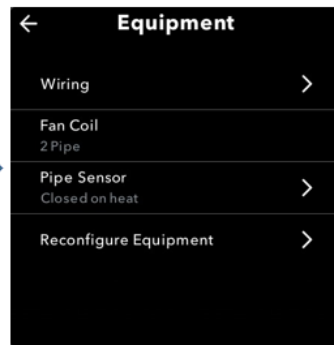 Equipment
Wiring
Fan Coil
2 Pipe
Pipe Sensor
Closed on heat
Reconfigure Equipment